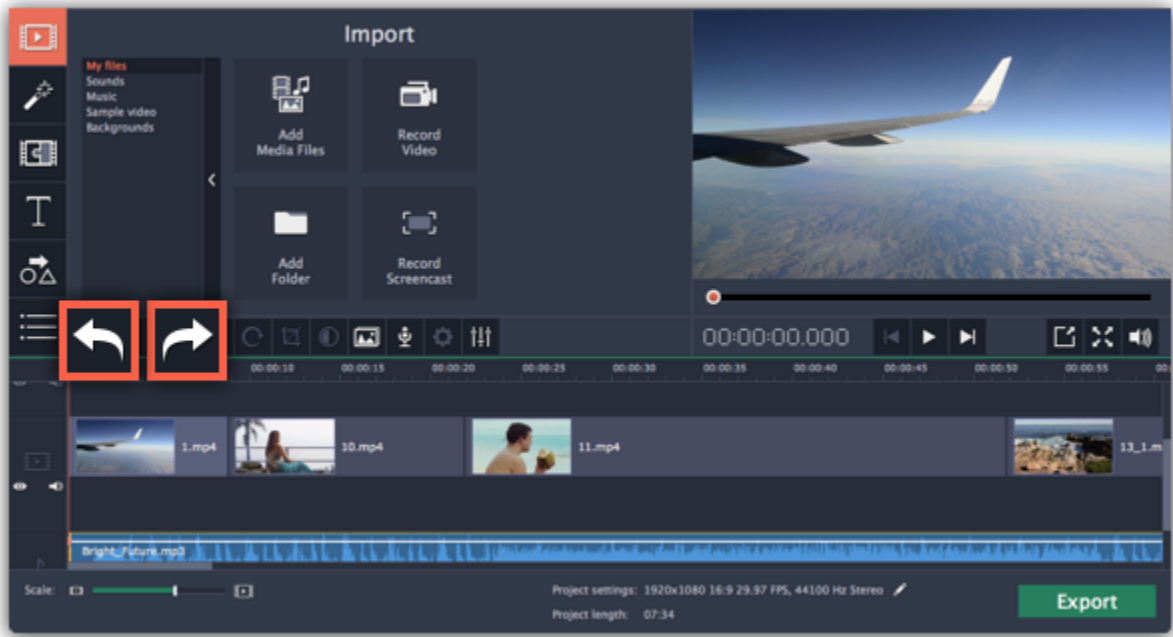 Import
My files
Sounds
Music
Sample video
Backgrounds
Add
Media Files
Record
Video
Add
Folder
Record
Screencast
T
00:00:00.000
00:00:10
00:00:15
00:00:20
00:00:25
00:00:30
00:00:35
00:00:40
00:00:45
00:00:50
00:00:55
00:
1.mp4
10.mp4
11.mp4
13_1.m
Bright_Future.mp3
Scale:
Project settings: 1920x1080 16:9 29.97 FPS, 44100 Hz Stereo
Project length: 07:34
Export